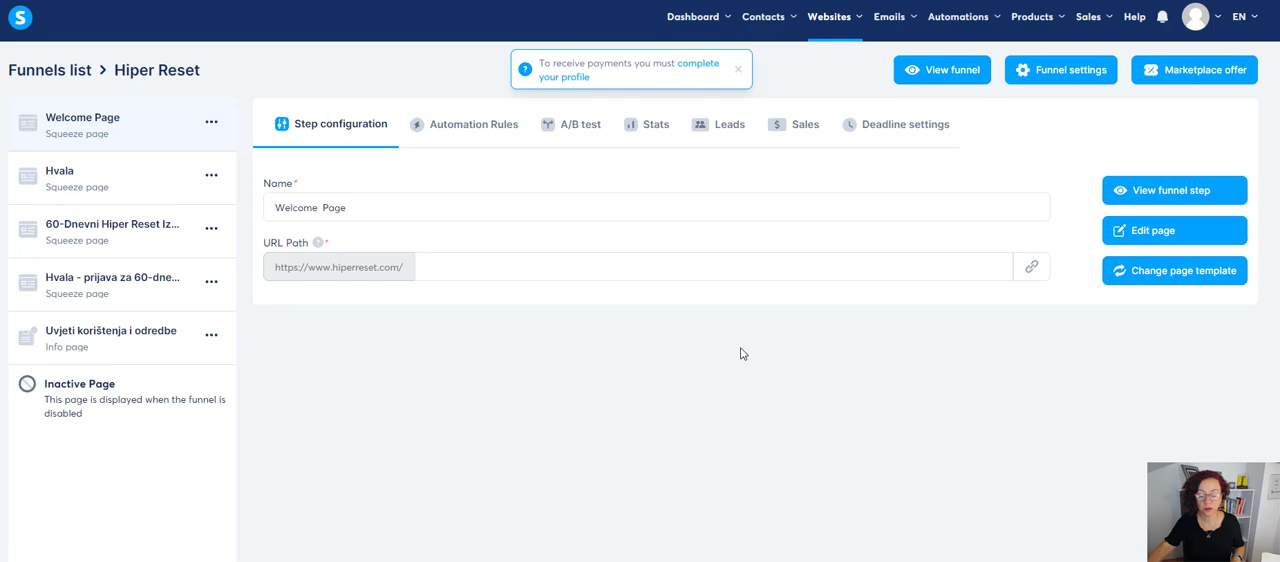 S
Dashboard
Contacts
Websites
Emails
Automations
Products
Sales
Help
EN
Funnels list > Hiper Reset
To receive payments you must complete
your profile
View funnel
Funnel settings
Marketplace offer
Welcome Page
Squeeze page
Hvala
Squeeze page
60-Dnevni Hiper Reset Iz...
Squeeze page
Hvala - prijava za 60-dne...
Squeeze page
Uvjeti korištenja i odredbe
Info page
Inactive Page
This page is displayed when the funnel is
disabled
Step configuration
Automation Rules
A/B test
Stats
Leads
Sales
Deadline settings
Name*
Welcome Page
URL Path ? *
https://www.hiperreset.com/
View funnel step
Edit page
Change page template